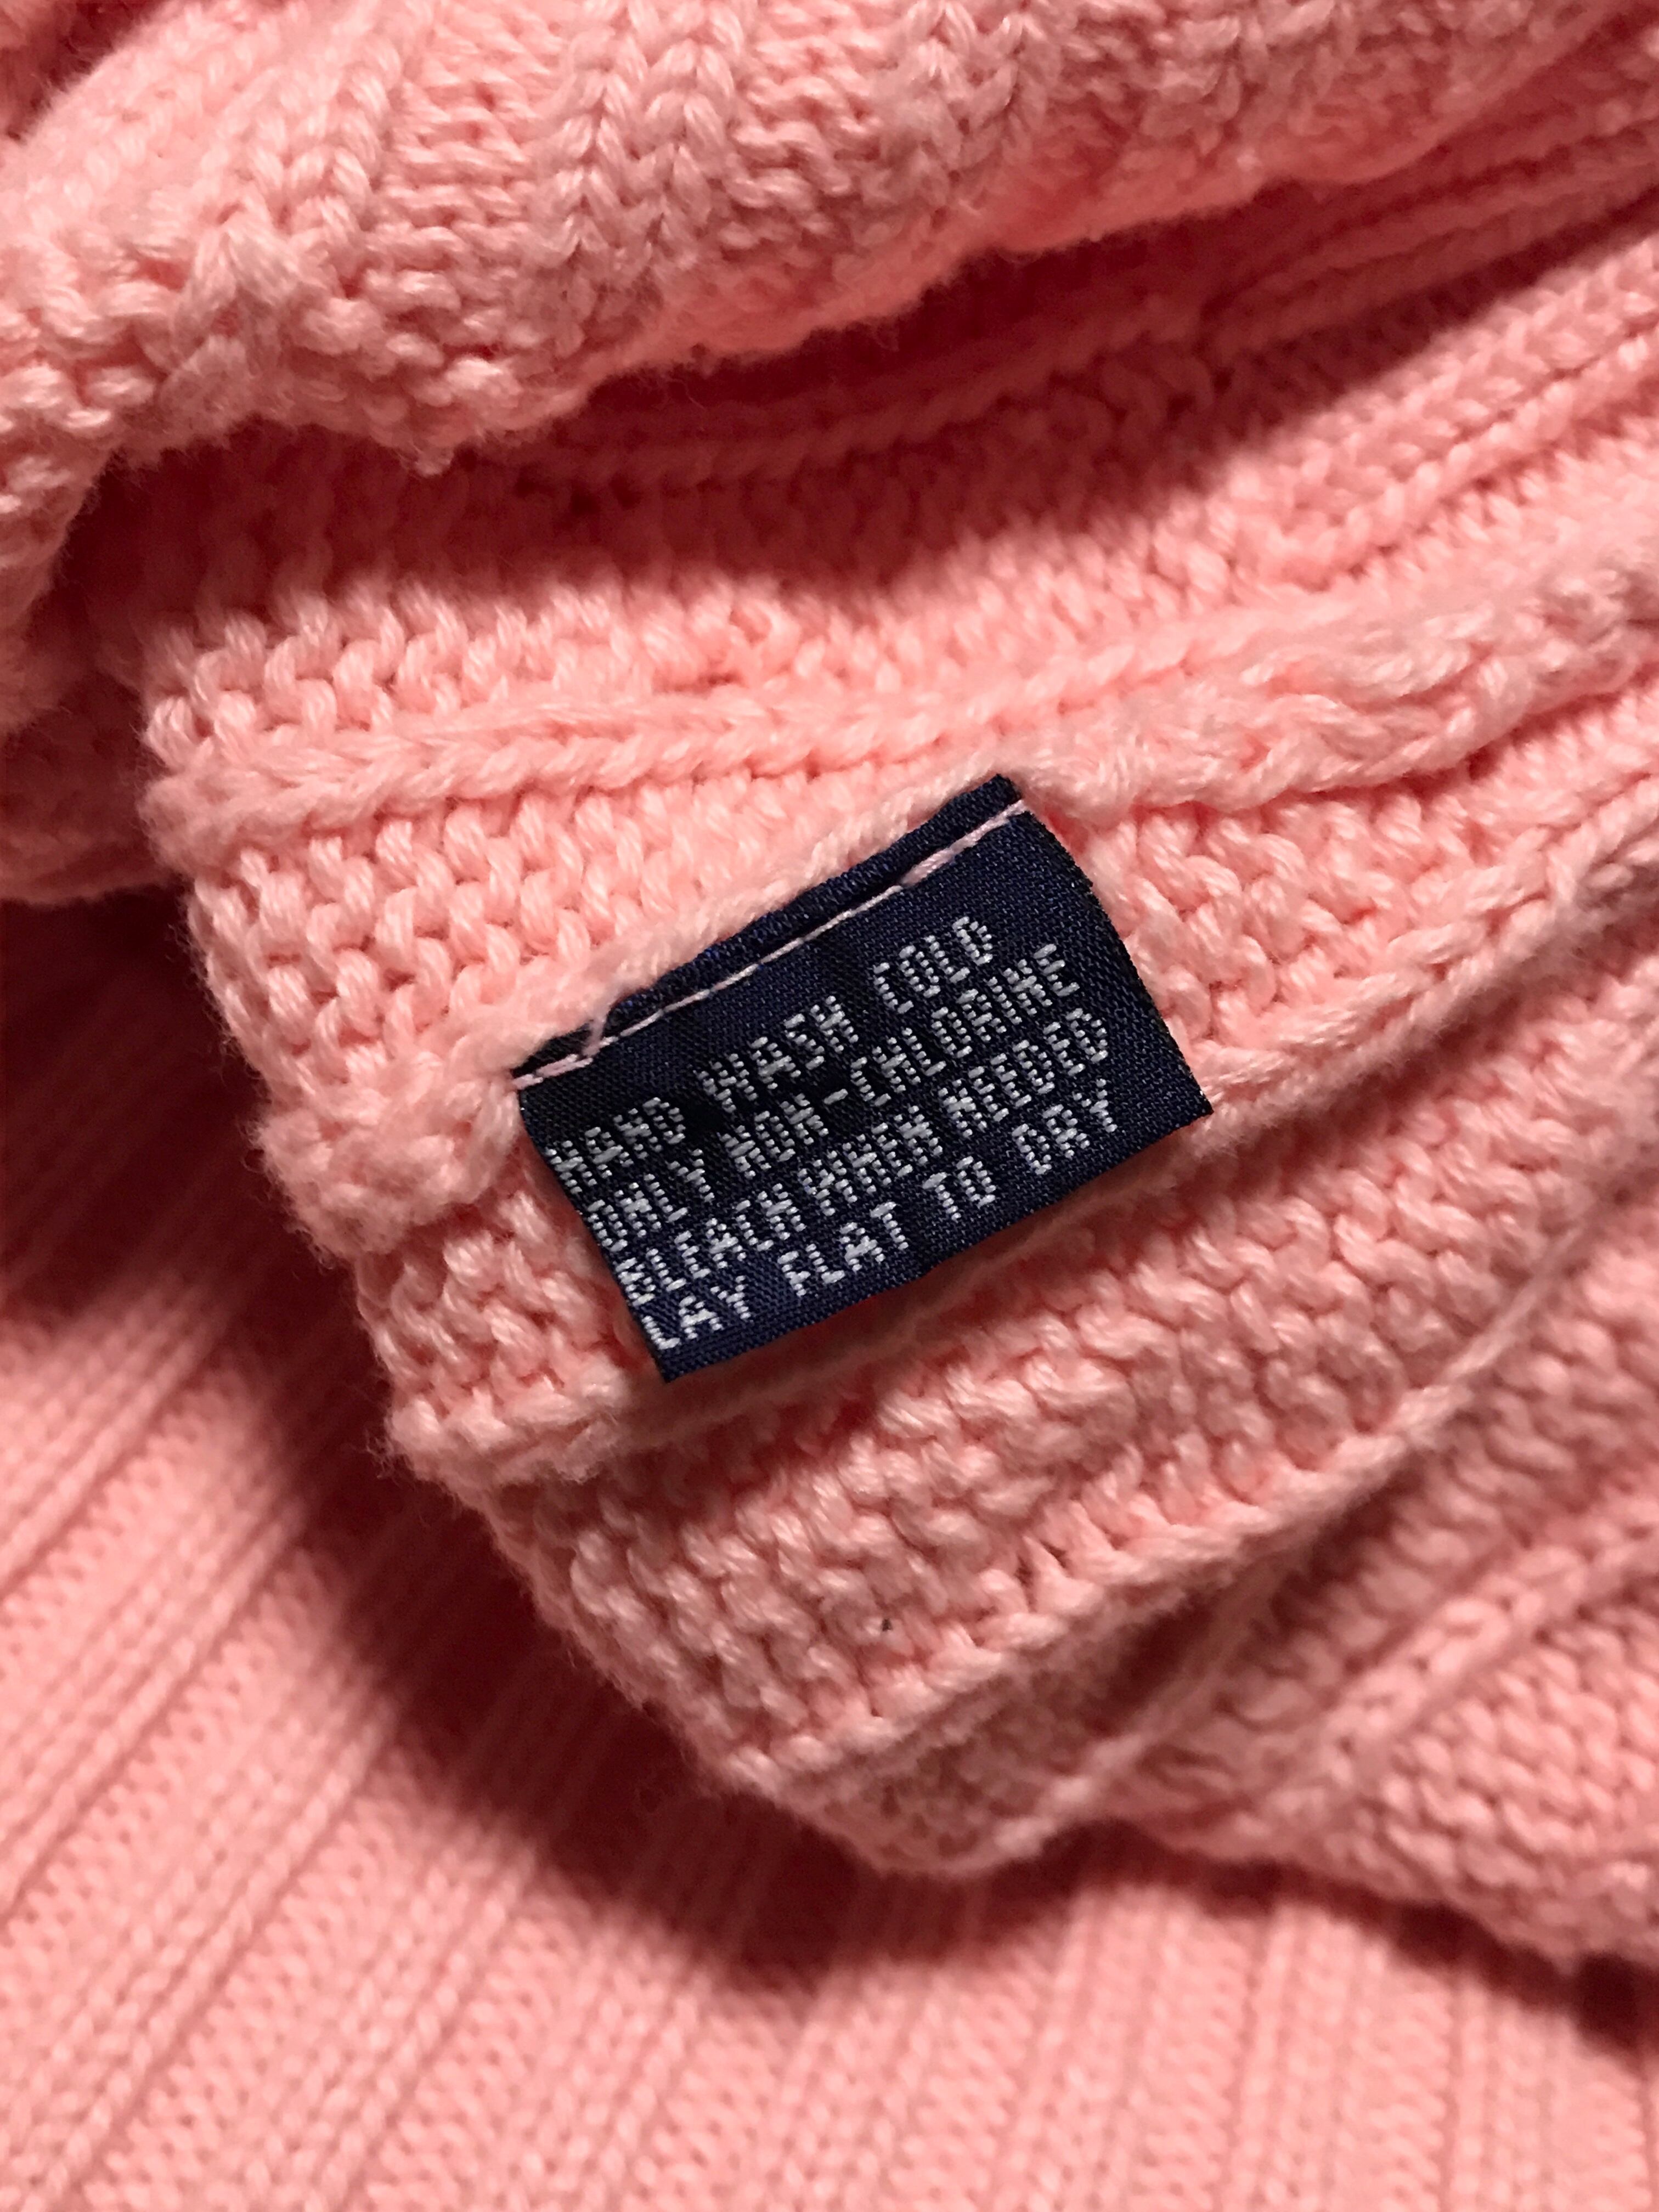 HAND WASH COLD
ONLY NON-CHLORINE
BLEACH WHEN NEEDED
LAY FLAT TO DRY